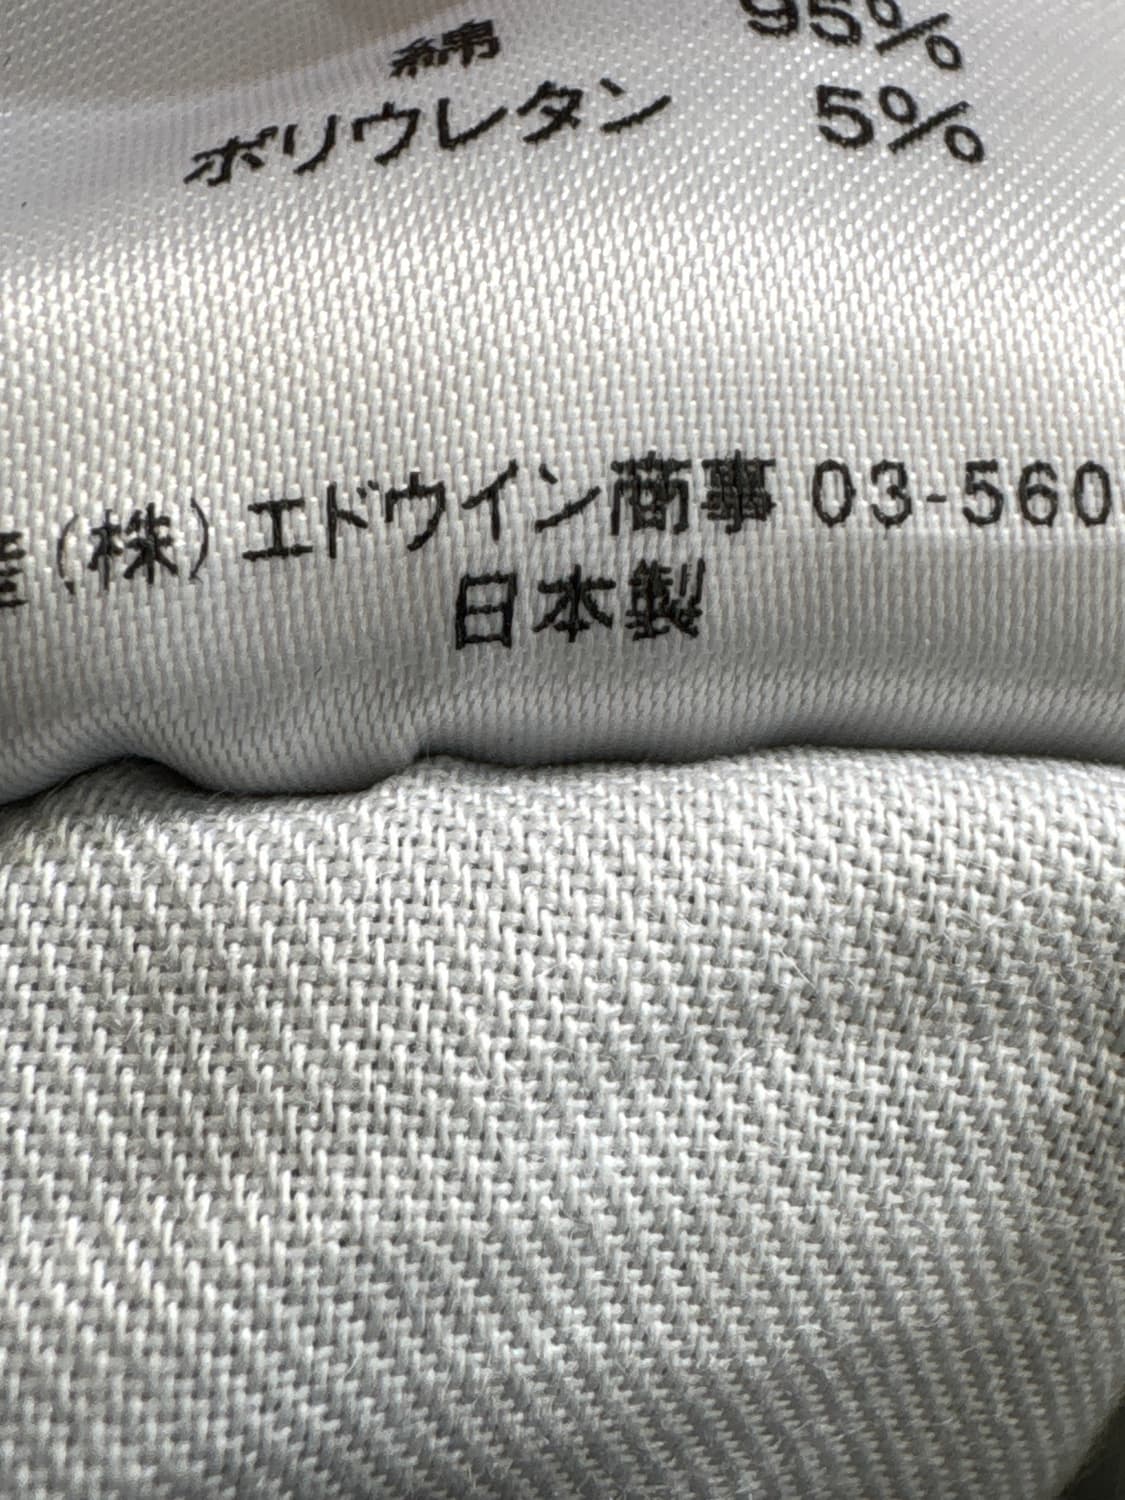 綿 95%
ポリウレタン 5%
(株)エドウイン商事 03-560
日本製